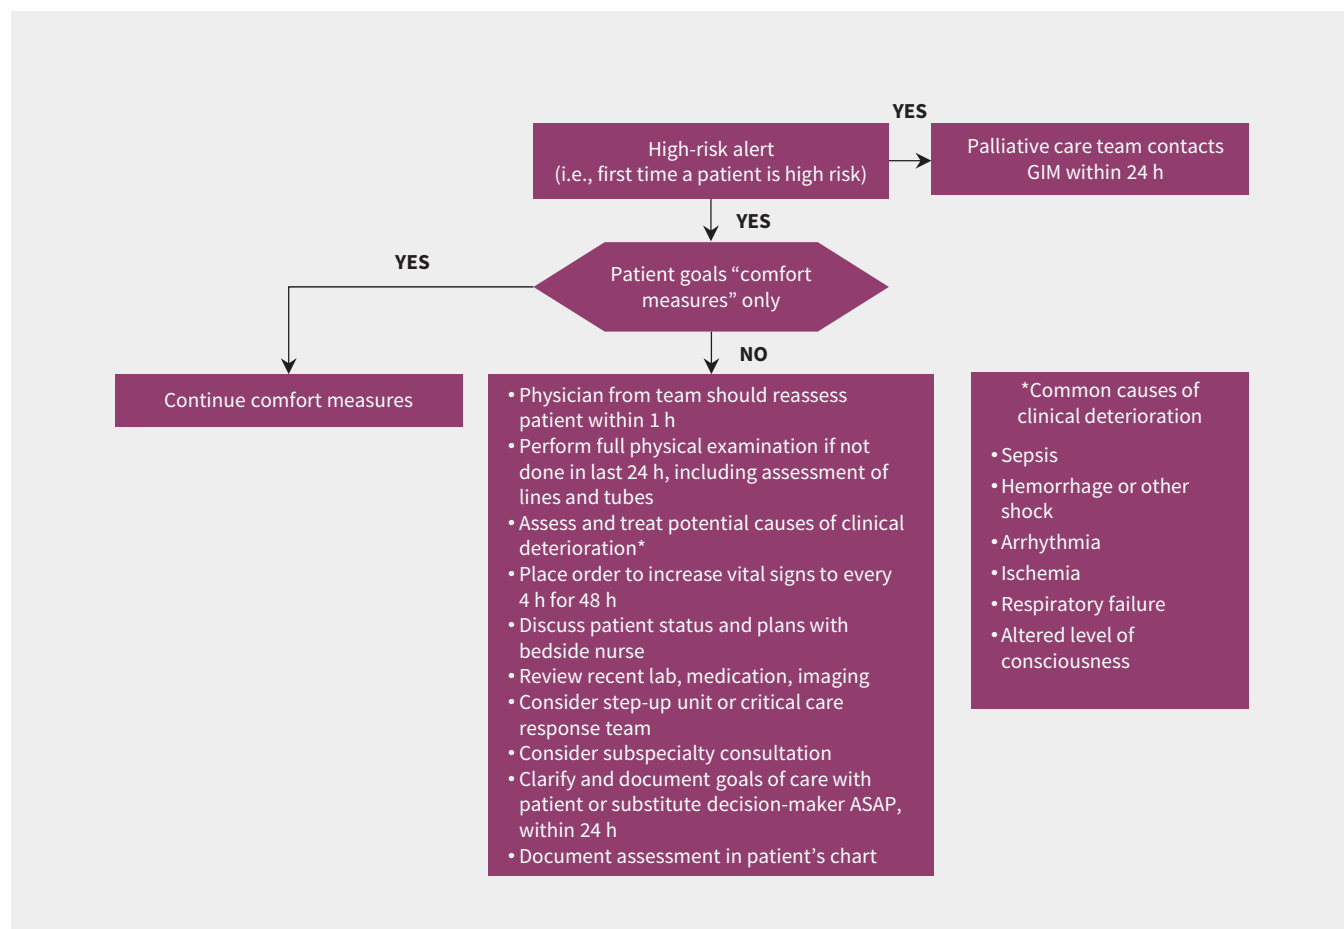 YES
High-risk alert
(i.e., first time a patient is high risk)
Palliative care team contacts
GIM within 24 h
YES
YES
Patient goals “comfort
measures” only
NO
Continue comfort measures
• Physician from team should reassess
patient within 1 h
• Perform full physical examination if not
done in last 24 h, including assessment of
lines and tubes
• Assess and treat potential causes of clinical
deterioration*
• Place order to increase vital signs to every
4 h for 48 h
• Discuss patient status and plans with
bedside nurse
• Review recent lab, medication, imaging
• Consider step-up unit or critical care
response team
• Consider subspecialty consultation
• Clarify and document goals of care with
patient or substitute decision-maker ASAP,
within 24 h
• Document assessment in patient’s chart
*Common causes of
clinical deterioration
• Sepsis
• Hemorrhage or other
shock
• Arrhythmia
• Ischemia
• Respiratory failure
• Altered level of
consciousness